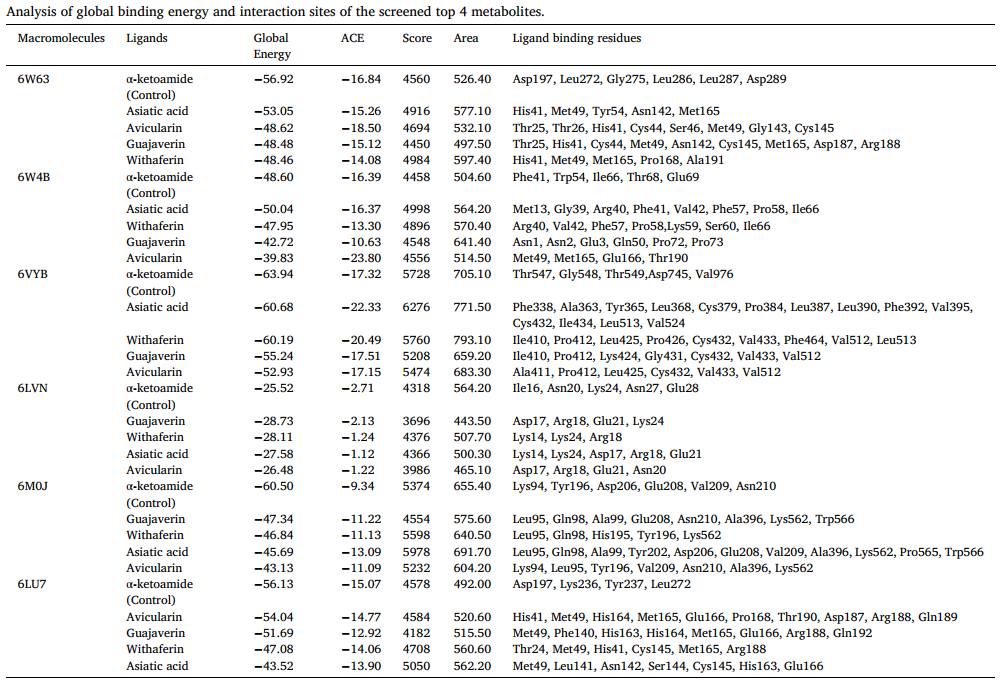 Analysis of global binding energy and interaction sites of the screened top 4 metabolites.
Macromolecules Ligands Global Energy ACE Score Area Ligand binding residues
6W63 α-ketoamide (Control) −56.92 −16.84 4560 526.40 Asp197, Leu272, Gly275, Leu286, Leu287, Asp289
Asiatic acid −53.05 −15.26 4916 577.10 His41, Met49, Tyr54, Asn142, Met165
Avicularin −48.62 −18.50 4694 532.10 Thr25, Thr26, His41, Cys44, Ser46, Met49, Gly143, Cys145
Guajaverin −48.48 −15.12 4450 497.50 Thr25, His41, Cys44, Met49, Asn142, Cys145, Met165, Asp187, Arg188
Withaferin −48.46 −14.08 4984 597.40 His41, Met49, Met165, Pro168, Ala191
6W4B α-ketoamide (Control) −48.60 −16.39 4458 504.60 Phe41, Trp54, Ile66, Thr68, Glu69
Asiatic acid −50.04 −16.37 4998 564.20 Met13, Gly39, Arg40, Phe41, Val42, Phe57, Pro58, Ile66
Withaferin −47.95 −13.30 4896 570.40 Arg40, Val42, Phe57, Pro58,Lys59, Ser60, Ile66
Guajaverin −42.72 −10.63 4548 641.40 Asn1, Asn2, Glu3, Gln50, Pro72, Pro73
Avicularin −39.83 −23.80 4556 514.50 Met49, Met165, Glu166, Thr190
6VYB α-ketoamide (Control) −63.94 −17.32 5728 705.10 Thr547, Gly548, Thr549,Asp745, Val976
Asiatic acid −60.68 −22.33 6276 771.50 Phe338, Ala363, Tyr365, Leu368, Cys379, Pro384, Leu387, Leu390, Phe392, Val395,
Cys432, Ile434, Leu513, Val524
Withaferin −60.19 −20.49 5760 793.10 Ile410, Pro412, Leu425, Pro426, Cys432, Val433, Phe464, Val512, Leu513
Guajaverin −55.24 −17.51 5208 659.20 Ile410, Pro412, Lys424, Gly431, Cys432, Val433, Val512
Avicularin −52.93 −17.15 5474 683.30 Ala411, Pro412, Leu425, Cys432, Val433, Val512
6LVN α-ketoamide (Control) −25.52 −2.71 4318 564.20 Ile16, Asn20, Lys24, Asn27, Glu28
Guajaverin −28.73 −2.13 3696 443.50 Asp17, Arg18, Glu21, Lys24
Withaferin −28.11 −1.24 4376 507.70 Lys14, Lys24, Arg18
Asiatic acid −27.58 −1.12 4366 500.30 Lys14, Lys24, Asp17, Arg18, Glu21
Avicularin −26.48 −1.22 3986 465.10 Asp17, Arg18, Glu21, Asn20
6M0J α-ketoamide (Control) −60.50 −9.34 5374 655.40 Lys94, Tyr196, Asp206, Glu208, Val209, Asn210
Guajaverin −47.34 −11.22 4554 575.60 Leu95, Gln98, Ala99, Glu208, Asn210, Ala396, Lys562, Trp566
Withaferin −46.84 −11.13 5598 640.50 Leu95, Gln98, His195, Tyr196, Lys562
Asiatic acid −45.69 −13.09 5978 691.70 Leu95, Gln98, Ala99, Tyr202, Asp206, Glu208, Val209, Ala396, Lys562, Pro565, Trp566
Avicularin −43.13 −11.09 5232 604.20 Lys94, Leu95, Tyr196, Val209, Asn210, Ala396, Lys562
6LU7 α-ketoamide (Control) −56.13 −15.07 4578 492.00 Asp197, Lys236, Tyr237, Leu272
Avicularin −54.04 −14.77 4584 520.60 His41, Met49, His164, Met165, Glu166, Pro168, Thr190, Asp187, Arg188, Gln189
Guajaverin −51.69 −12.92 4182 515.50 Met49, Phe140, His163, His164, Met165, Glu166, Arg188, Gln192
Withaferin −47.08 −14.06 4708 560.60 Thr24, Met49, His41, Cys145, Met165, Arg188
Asiatic acid −43.52 −13.90 5050 562.20 Met49, Leu141, Asn142, Ser144, Cys145, His163, Glu166